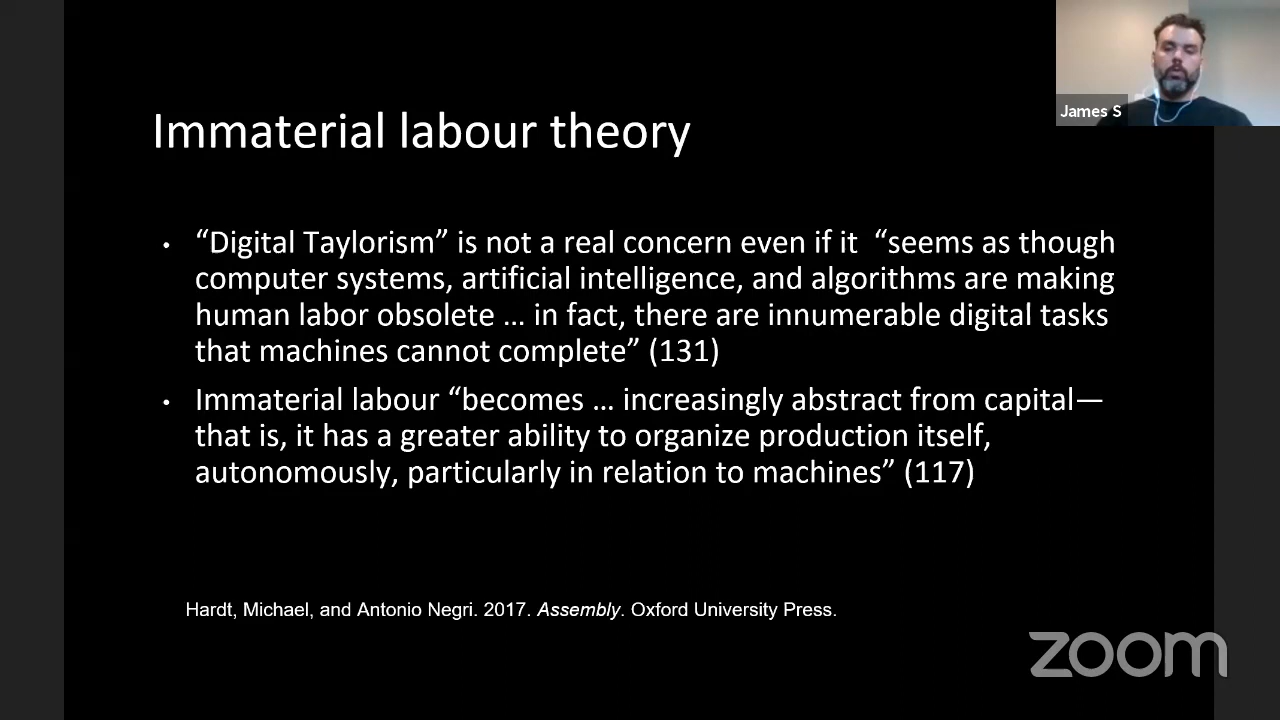 Immaterial labour theory
James S
• “Digital Taylorism” is not a real concern even if it  “seems as though
computer systems, artificial intelligence, and algorithms are making
human labor obsolete … in fact, there are innumerable digital tasks
that machines cannot complete” (131)
• Immaterial labour “becomes … increasingly abstract from capital—
that is, it has a greater ability to organize production itself,
autonomously, particularly in relation to machines” (117)
Hardt, Michael, and Antonio Negri. 2017. Assembly. Oxford University Press.
zoom